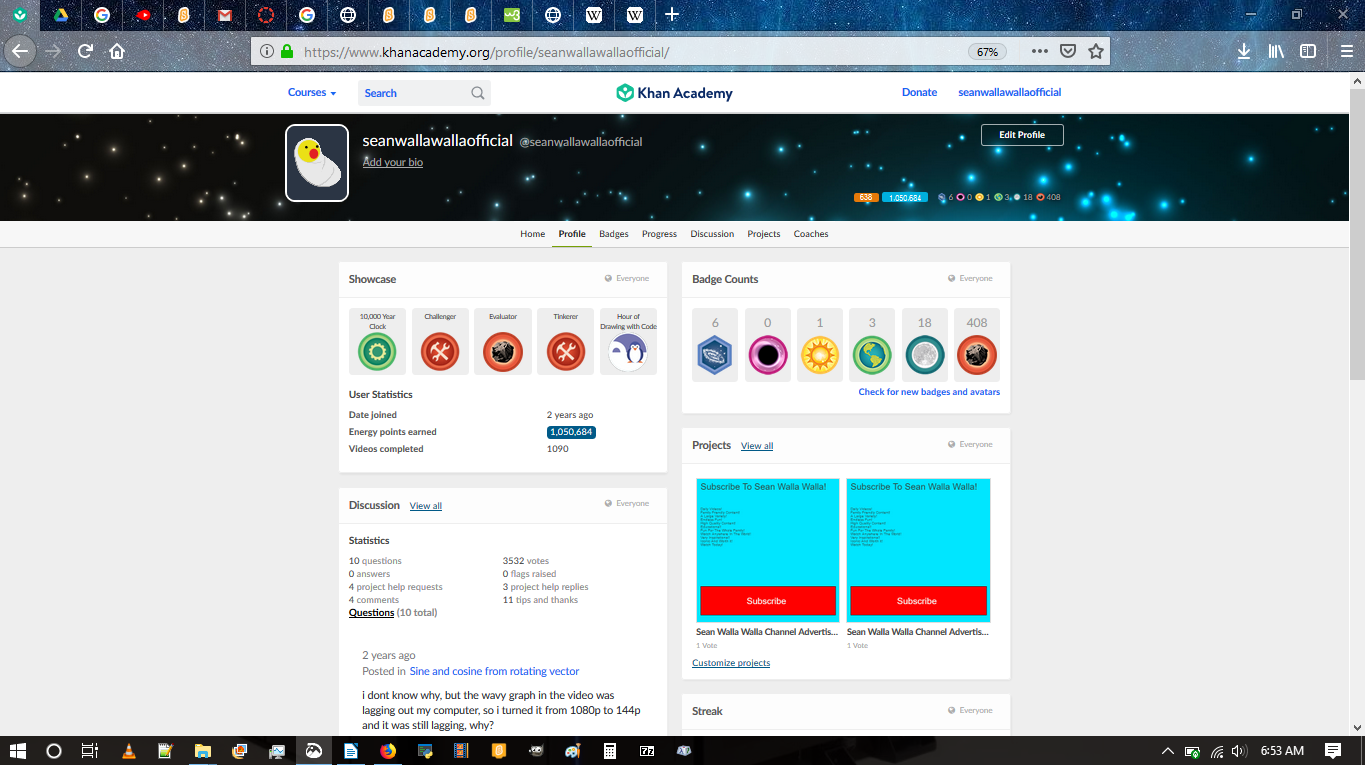 https://www.khanacademy.org/profile/seanwallawallaofficial/
67%
Courses
Search
Khan Academy
Donate
seanwallawallaofficial
seanwallawallaofficial @seanwallawallaofficial
Add your bio
Edit Profile
638 1,050,684 6 0 1 3 18 408
Home Profile Badges Progress Discussion Projects Coaches
Showcase
Everyone
10,000 Year Clock
Challenger
Evaluator
Tinkerer
Hour of Drawing with Code
User Statistics
Date joined 2 years ago
Energy points earned 1,050,684
Videos completed 1090
Badge Counts
Everyone
6 0 1 3 18 408
Check for new badges and avatars
Discussion View all
Everyone
Statistics
10 questions 3532 votes
0 answers 0 flags raised
4 project help requests 3 project help replies
4 comments 11 tips and thanks
Questions (10 total)
2 years ago
Posted in Sine and cosine from rotating vector
i dont know why, but the wavy graph in the video was
lagging out my computer, so i turned it from 1080p to 144p
and it was still lagging, why?
Projects View all
Everyone
Subscribe To Sean Walla Walla!
Subscribe
Sean Walla Walla Channel Advertis...
1 Vote
Subscribe To Sean Walla Walla!
Subscribe
Sean Walla Walla Channel Advertis...
1 Vote
Customize projects
Streak
Everyone
6:53 AM